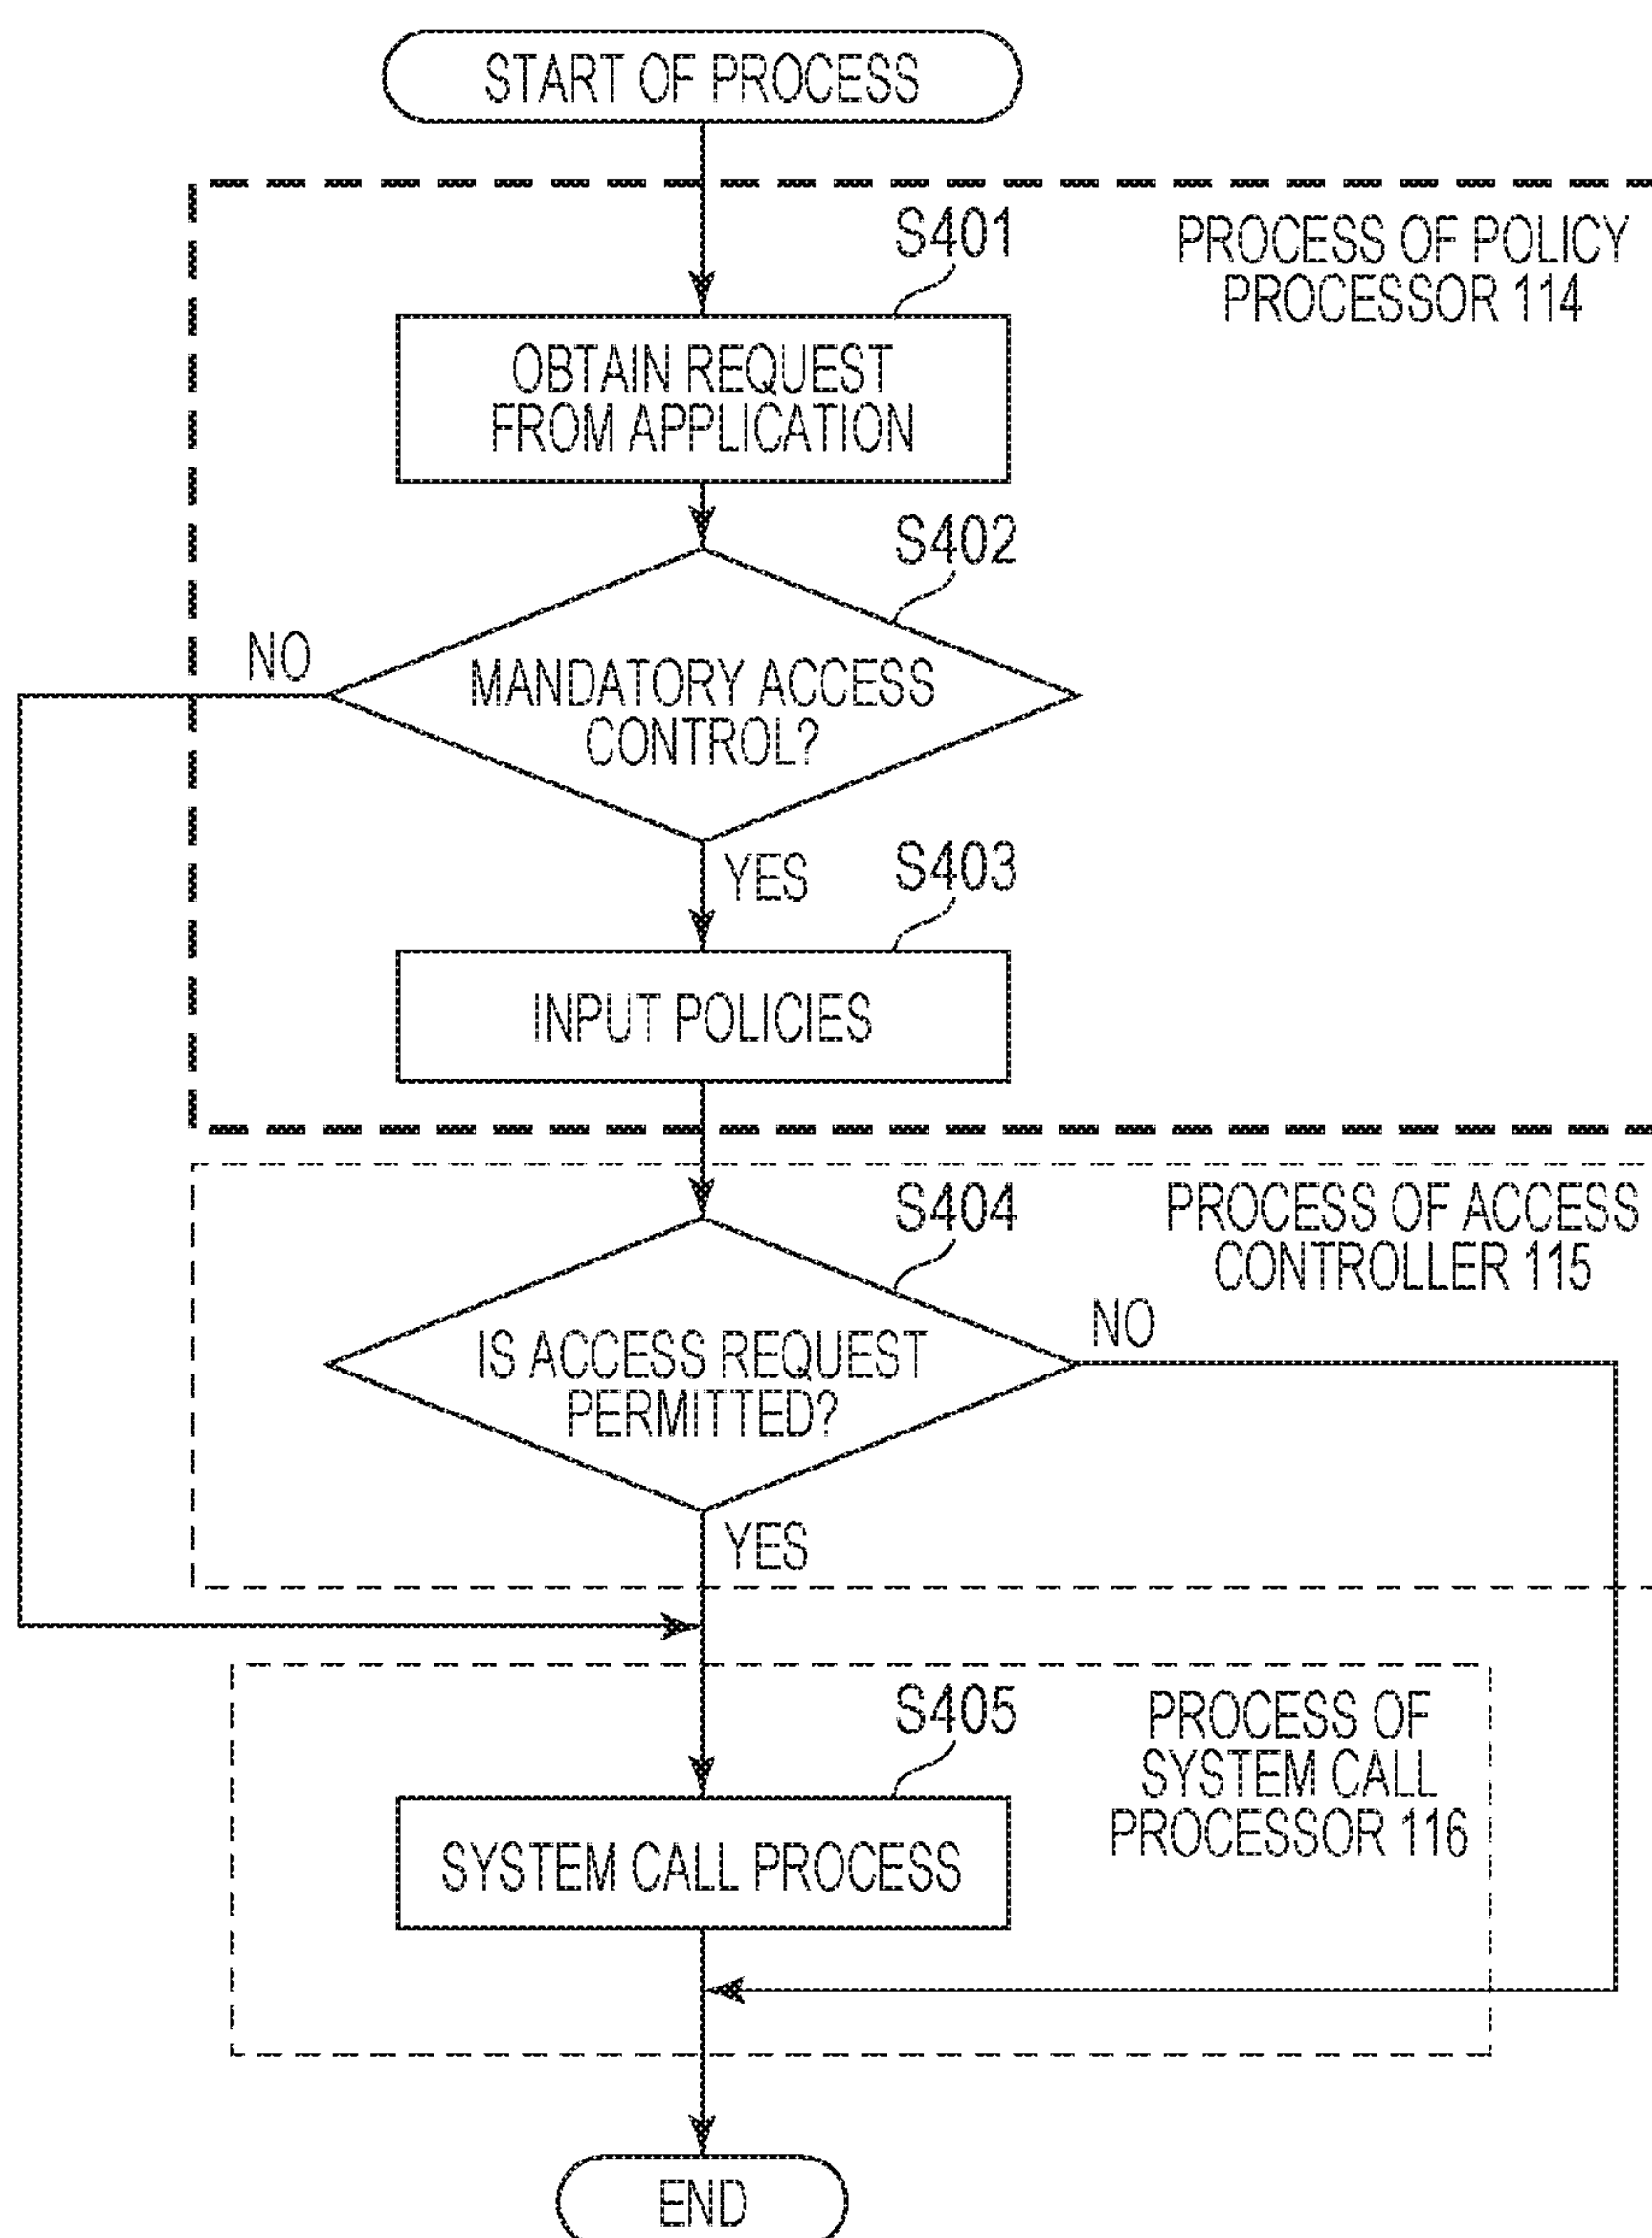 START OF PROCESS
S401
PROCESS OF POLICY
PROCESSOR 114
OBTAIN REQUEST
FROM APPLICATION
S402
NO
MANDATORY ACCESS
CONTROL?
YES
S403
INPUT POLICIES
S404
PROCESS OF ACCESS
CONTROLLER 115
NO
IS ACCESS REQUEST
PERMITTED?
YES
S405
PROCESS OF
SYSTEM CALL
PROCESSOR 116
SYSTEM CALL PROCESS
END